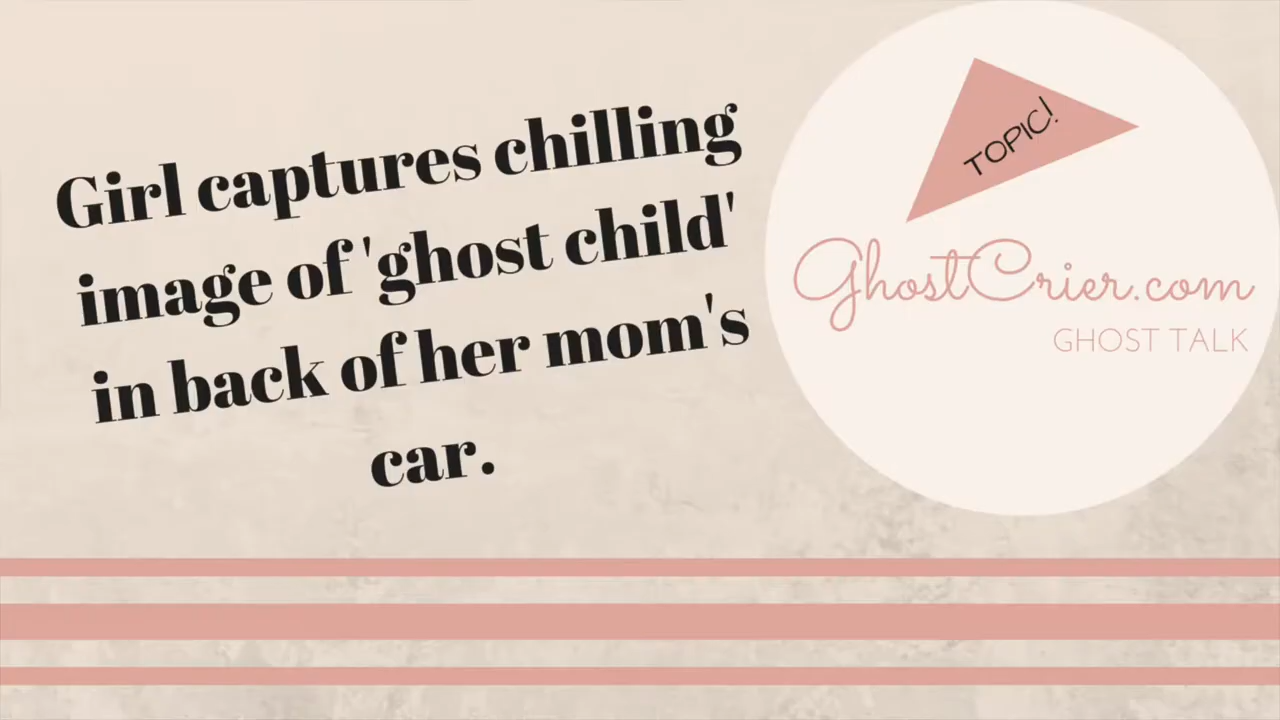 Girl captures chilling
image of 'ghost child'
in back of her mom's
car.
TOPIC!
GhostCrier.com
GHOST TALK